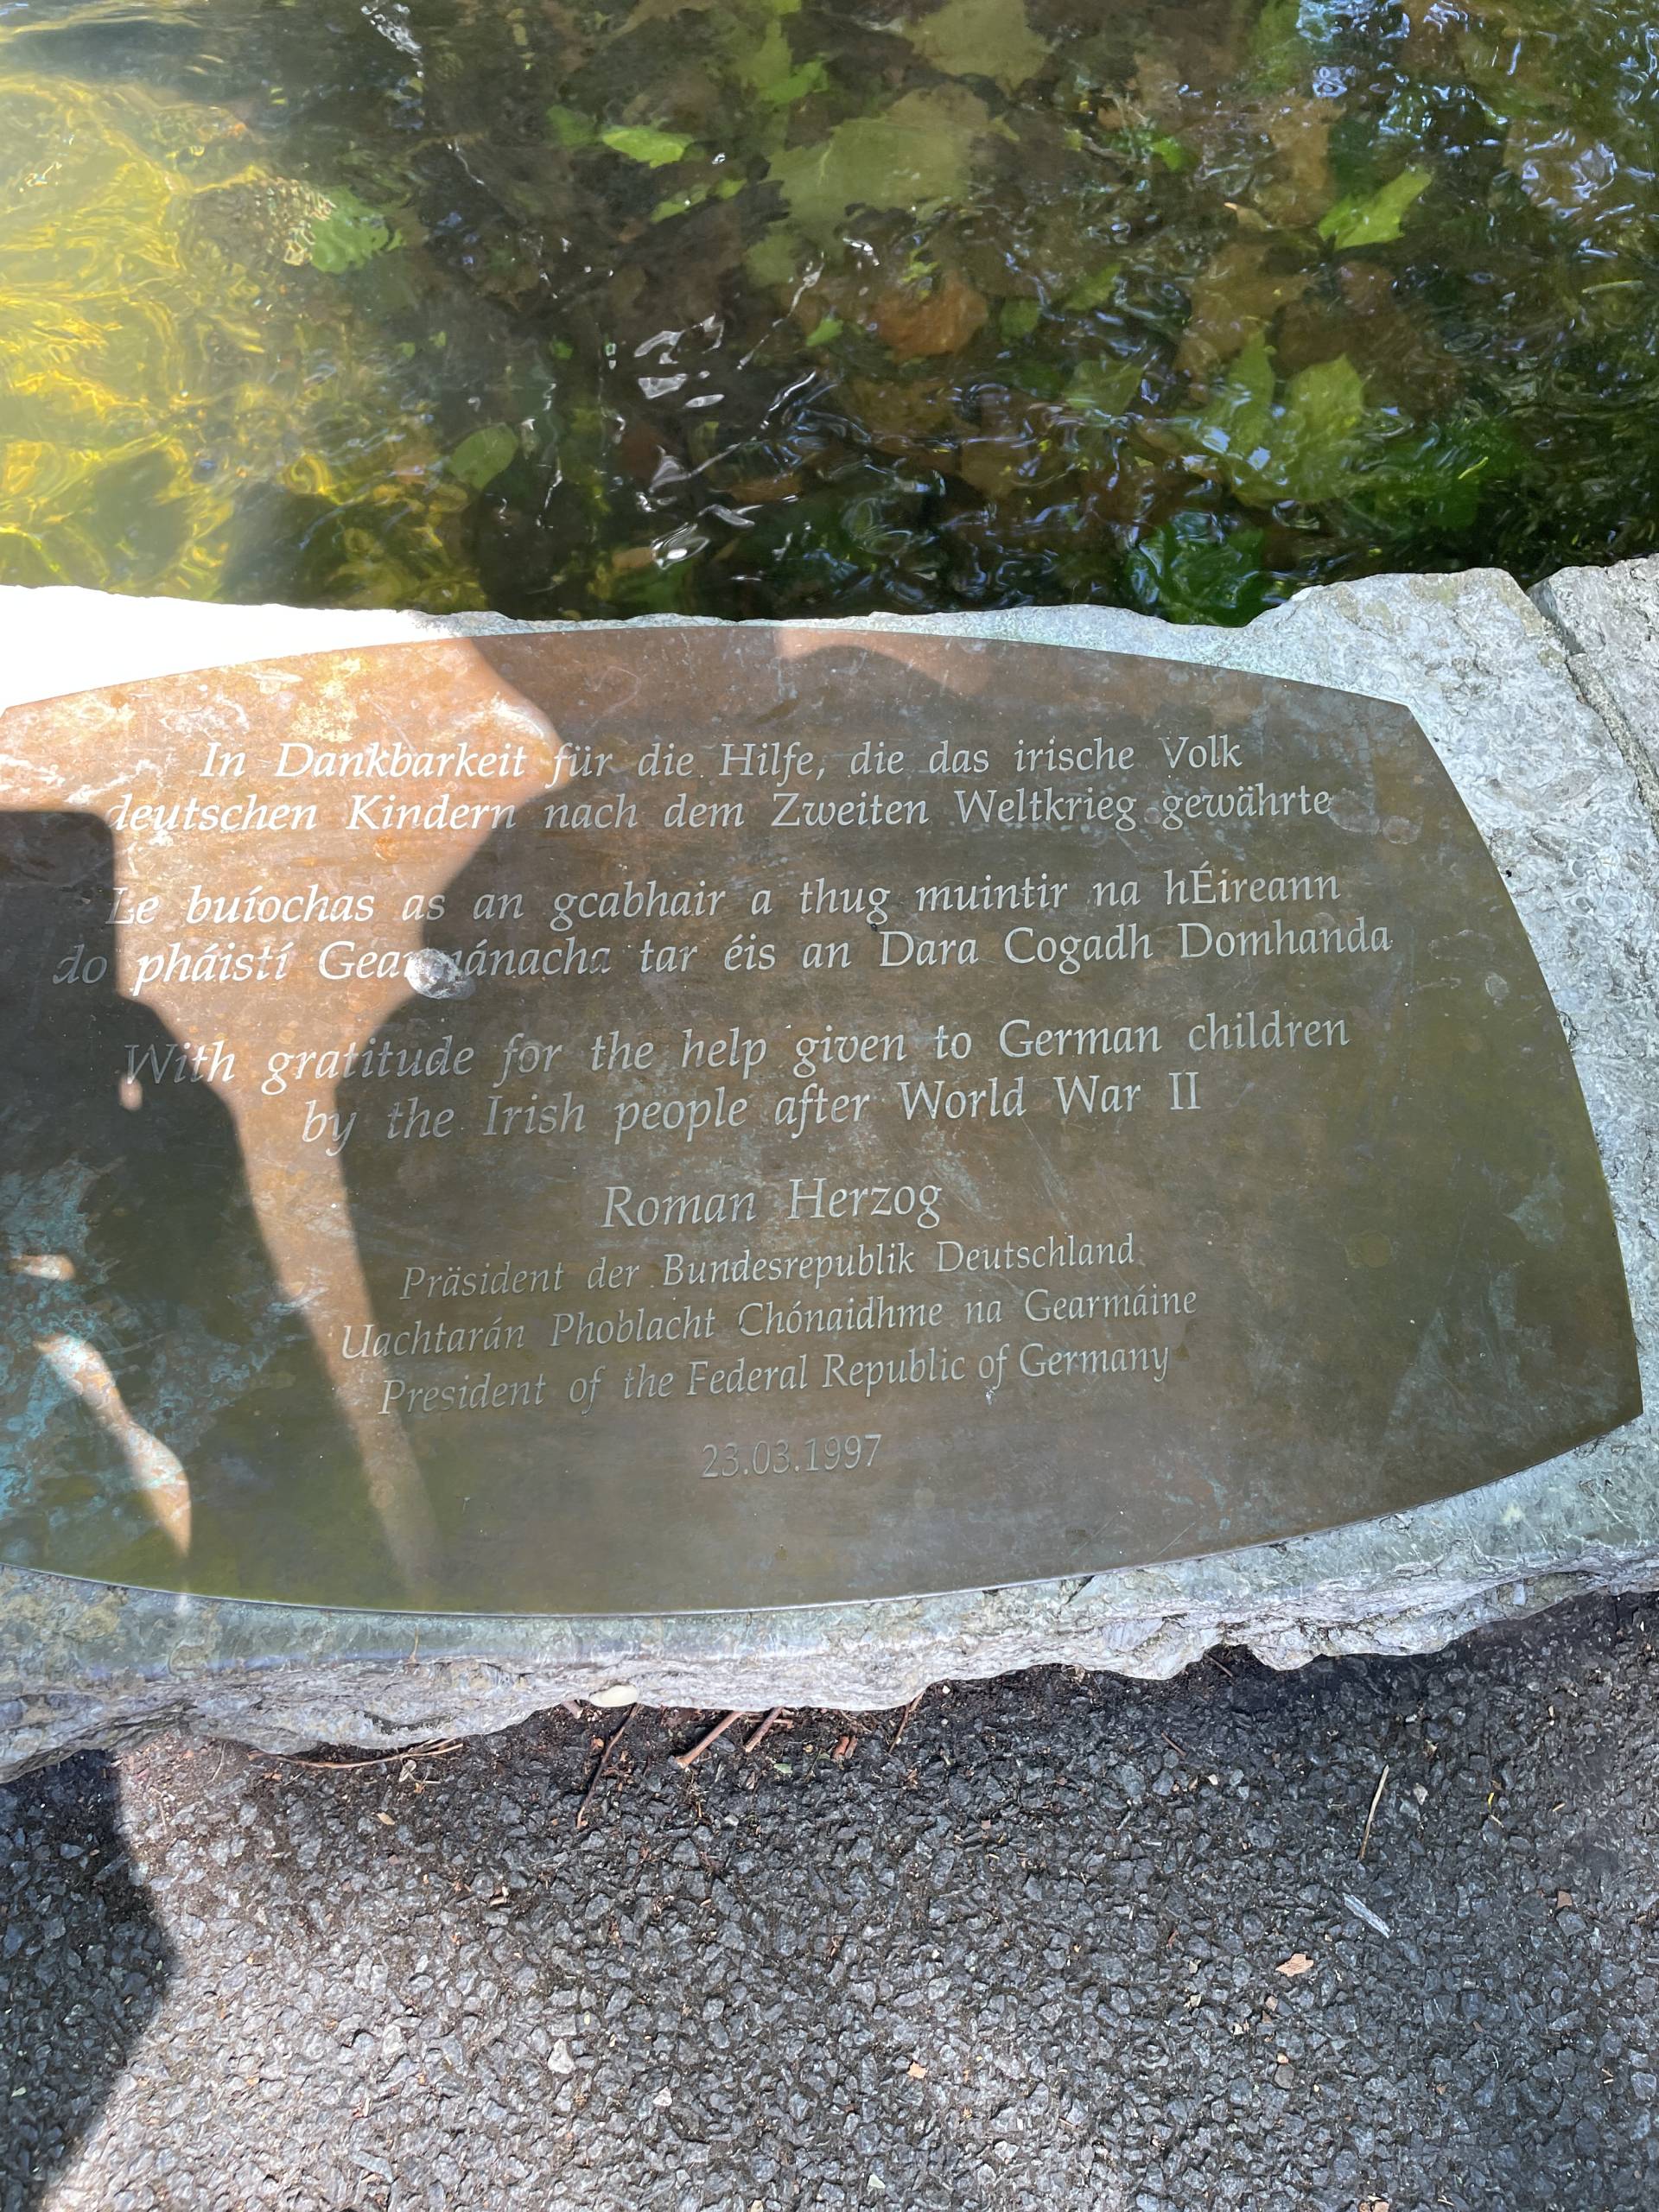 In Dankbarkeit für die Hilfe, die das irische Volk
deutschen Kindern nach dem Zweiten Weltkrieg gewährte
Le buíochas as an gcabhair a thug muintir na hÉireann
do pháistí Gearmánacha tar éis an Dara Cogadh Domhanda
With gratitude for the help given to German children
by the Irish people after World War II
Roman Herzog
Präsident der Bundesrepublik Deutschland
Uachtarán Phoblacht Chónaidhme na Gearmáine
President of the Federal Republic of Germany
23.03.1997